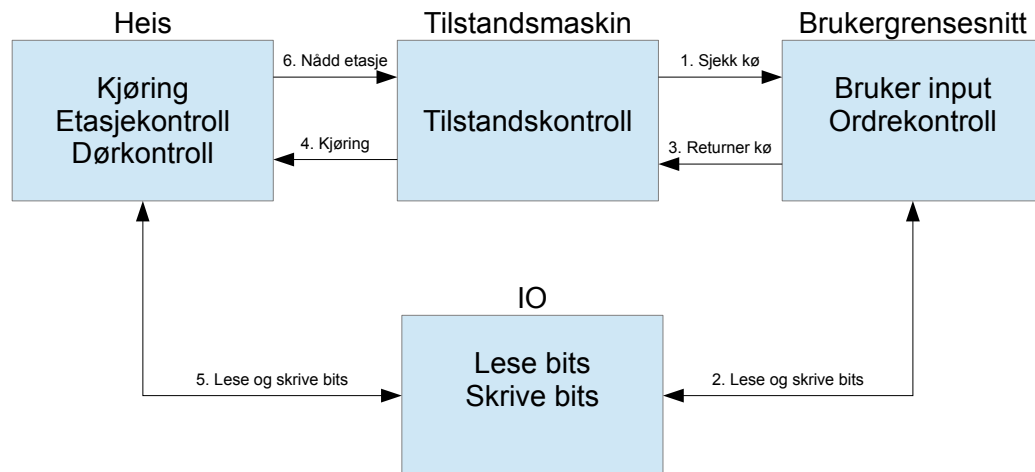 Heis
Tilstandsmaskin
Brukergrensesnitt
Kjøring
Etasjekontroll
Dørkontroll
6. Nådd etasje
4. Kjøring
Tilstandskontroll
1. Sjekk kø
3. Returner kø
Bruker input
Ordrekontroll
IO
Lese bits
Skrive bits
5. Lese og skrive bits
2. Lese og skrive bits